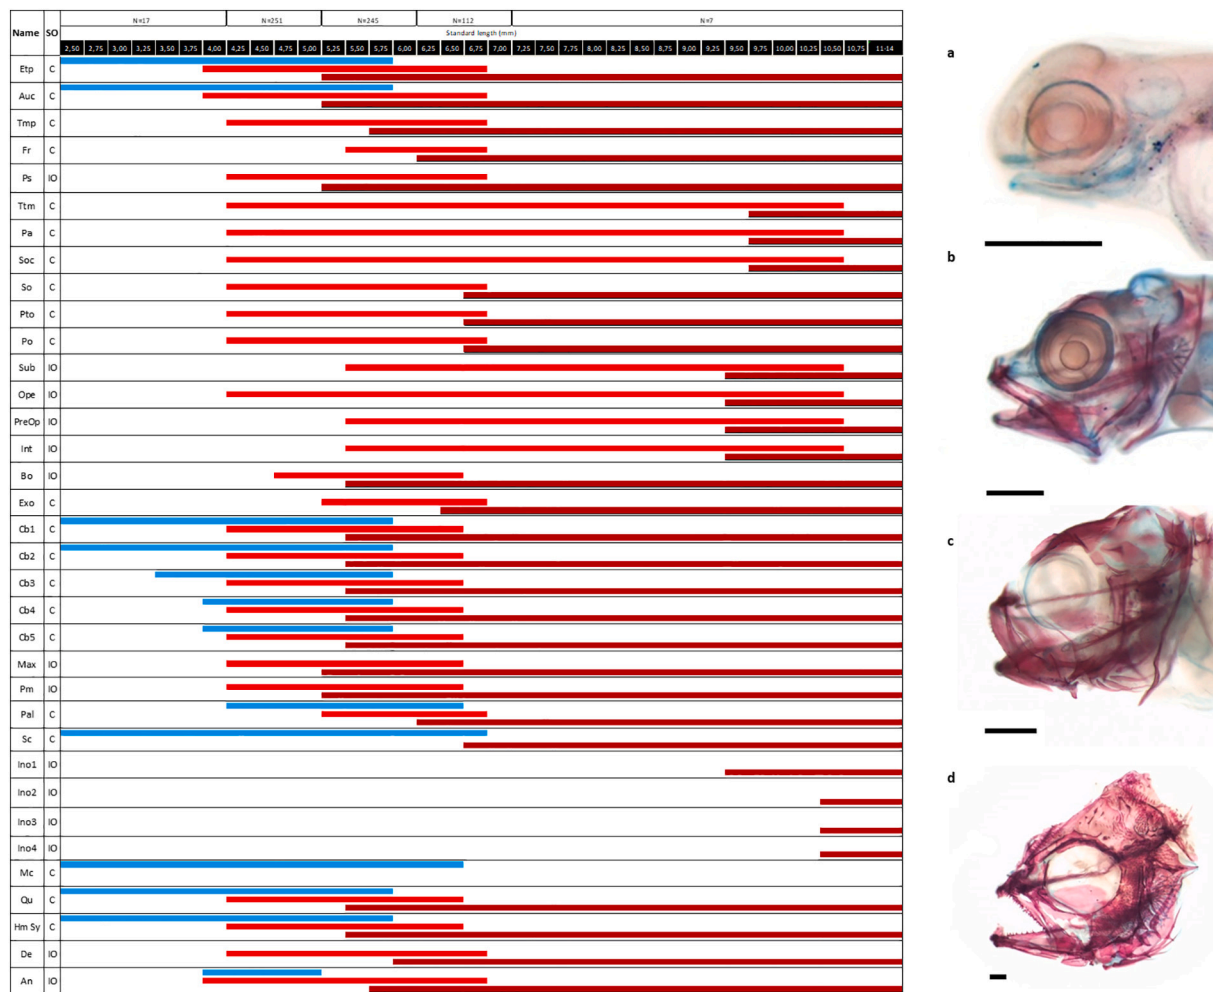 N=17 N=251 N=245 N=112 N=7
Name SO Standard length (mm)
2,50 2,75 3,00 3,25 3,75 4,00 4,25 4,50 4,75 5,00 5,25 5,50 5,75 6,00 6,25 6,50 6,75 7,00 7,25 7,50 7,75 8,00 8,25 8,50 8,75 9,00 9,25 9,50 9,75 10,00 10,25 10,50 10,75 11-14
Etp C
Auc C
Tmp C
Fr C
Ps IO
Ttm C
Pa C
Soc C
So C
Pto C
Po C
Sub IO
Ope IO
PreOp IO
Int IO
Bo IO
Exo C
Cb1 C
Cb2 C
Cb3 C
Cb4 C
Cb5 C
Max IO
Pm IO
Pal C
Sc C
Ino1 IO
Ino2 IO
Ino3 IO
Ino4 IO
Mc C
Qu C
Hm Sy C
De IO
An IO
a
b
c
d